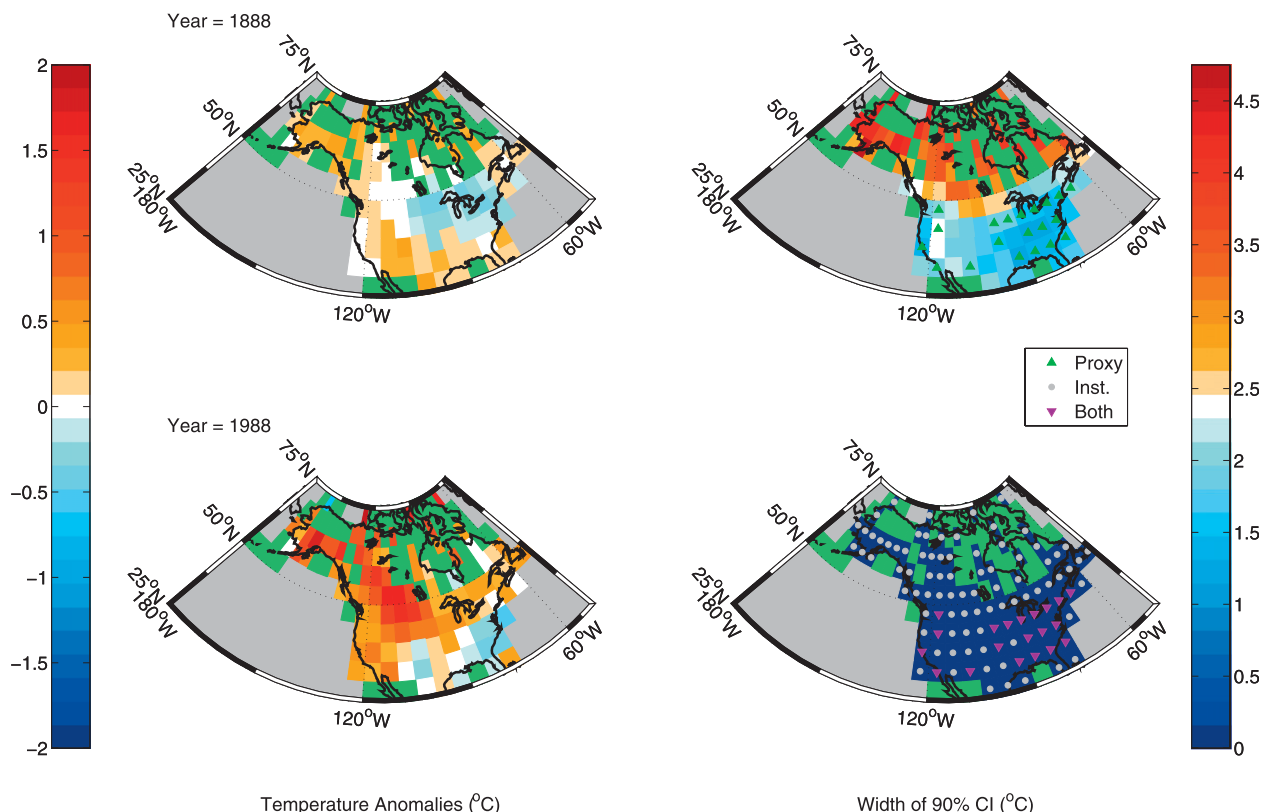 Year = 1888
75°N
50°N
25°N
180°W
120°W
60°W
75°N
50°N
25°N
180°W
120°W
60°W
2
1.5
1
0.5
0
−0.5
−1
−1.5
−2
4.5
4
3.5
3
2.5
2
1.5
1
0.5
0
Proxy
Inst.
Both
Year = 1988
75°N
50°N
25°N
180°W
120°W
60°W
75°N
50°N
25°N
180°W
120°W
60°W
Temperature Anomalies (°C)
Width of 90% CI (°C)